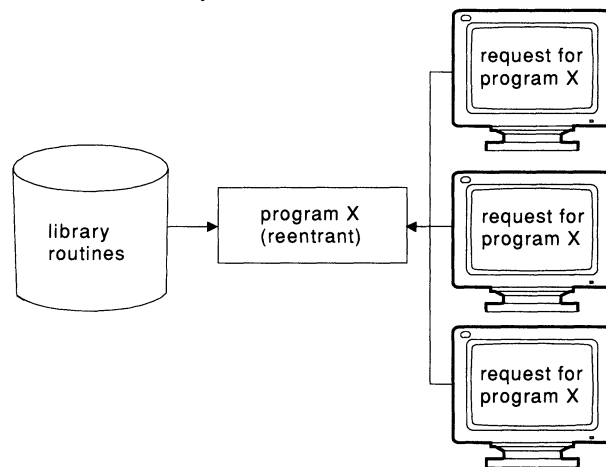 library
routines
program X
(reentrant)
request for
program X
request for
program X
request for
program X